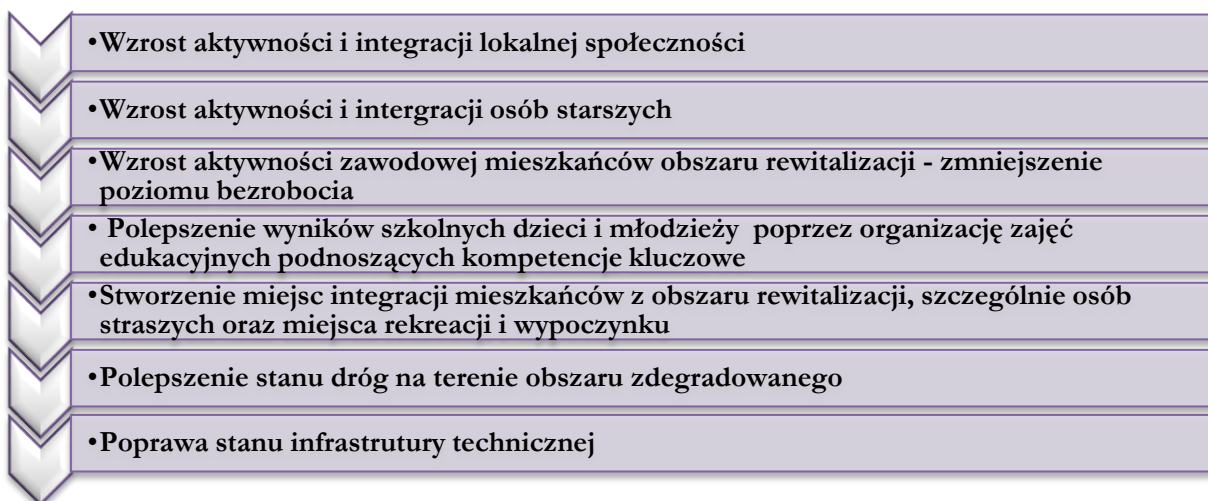 •Wzrost aktywności i integracji lokalnej społeczności
•Wzrost aktywności i intergracji osób starszych
•Wzrost aktywności zawodowej mieszkańców obszaru rewitalizacji - zmniejszenie
poziomu bezrobocia
• Polepszenie wyników szkolnych dzieci i młodzieży poprzez organizację zajęć
edukacyjnych podnoszących kompetencje kluczowe
•Stworzenie miejsc integracji mieszkańców z obszaru rewitalizacji, szczególnie osób
straszych oraz miejsca rekreacji i wypoczynku
•Polepszenie stanu dróg na terenie obszaru zdegradowanego
•Poprawa stanu infrastrutury technicznej